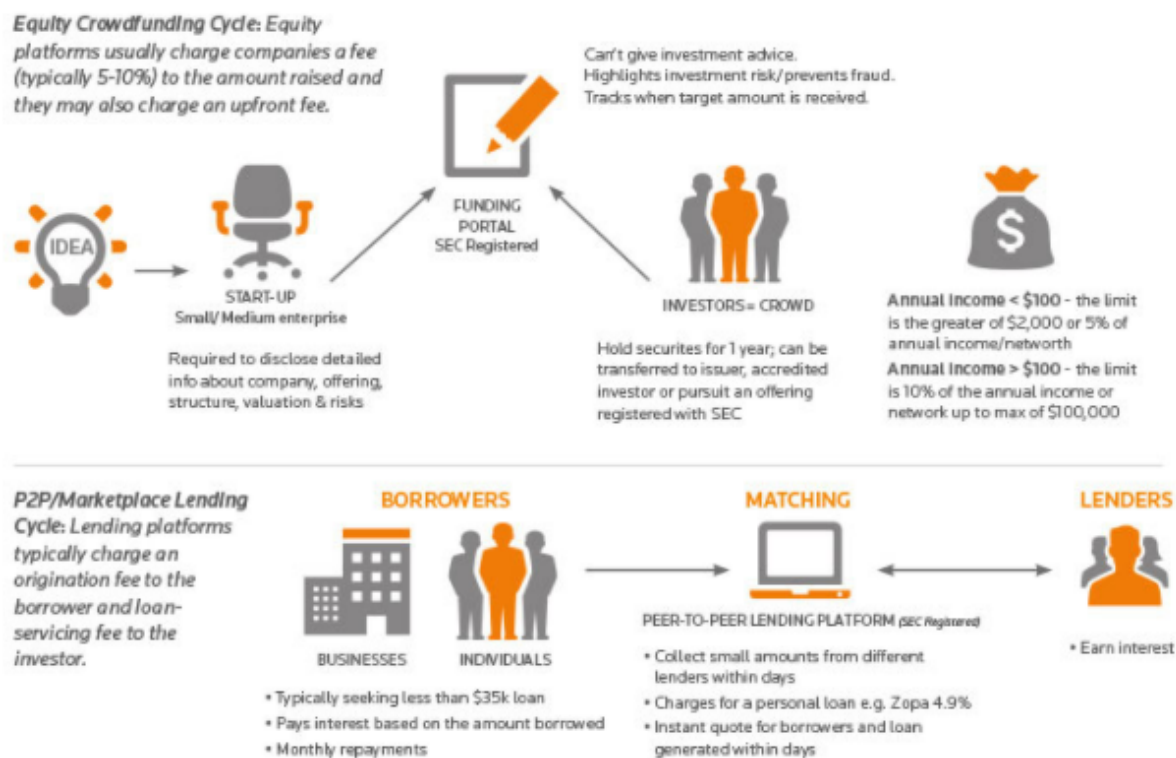 Equity Crowdfunding Cycle: Equity
platforms usually charge companies a fee
(typically 5-10%) to the amount raised and
they may also charge an upfront fee.
Can't give investment advice.
Highlights investment risk/prevents fraud.
Tracks when target amount is received.
IDEA
START-UP
Small/Medium enterprise
Required to disclose detailed
info about company, offering,
structure, valuation & risks
FUNDING
PORTAL
SEC Registered
INVESTORS = CROWD
Hold securites for 1 year; can be
transferred to issuer, accredited
investor or pursuit an offering
registered with SEC
$
Annual Income < $100 - the limit
is the greater of $2,000 or 5% of
annual income/networth
Annual Income > $100 - the limit
is 10% of the annual income or
network up to max of $100,000
P2P/Marketplace Lending
Cycle: Lending platforms
typically charge an
origination fee to the
borrower and loan-
servicing fee to the
investor.
BORROWERS
BUSINESSES
INDIVIDUALS
• Typically seeking less than $35k loan
• Pays interest based on the amount borrowed
• Monthly repayments
MATCHING
PEER-TO-PEER LENDING PLATFORM (SEC Registered)
• Collect small amounts from different
lenders within days
• Charges for a personal loan e.g. Zopa 4.9%
• Instant quote for borrowers and loan
generated within days
LENDERS
• Earn interest